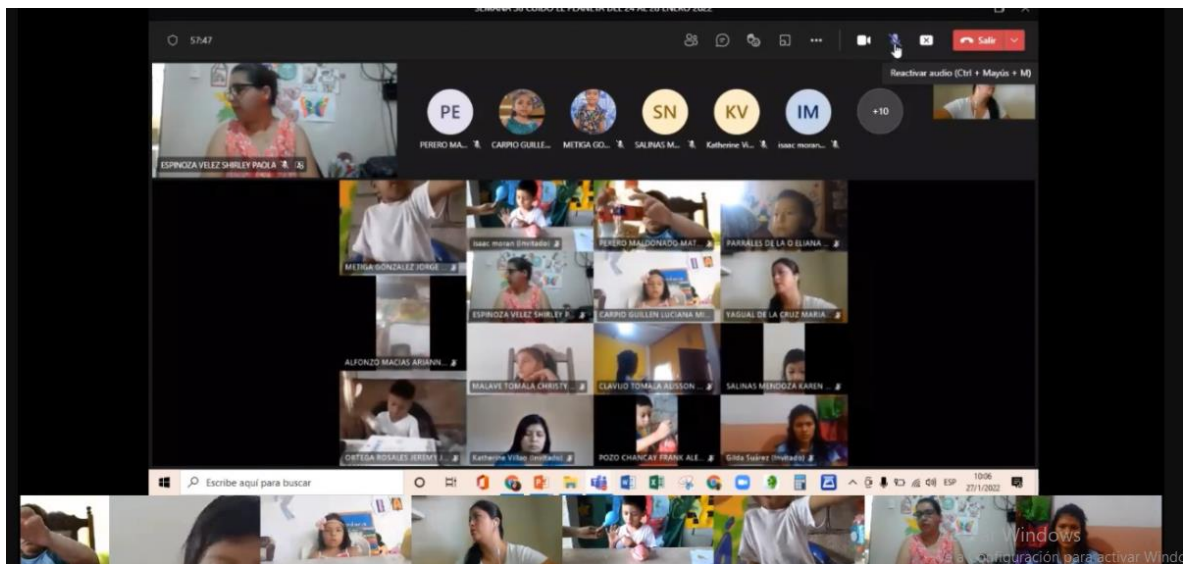 SEMANA 38 CUIDO EL PLANETA DEL 24 AL 28 ENERO 2022
57:47
Salir
Reactivar audio (Ctrl + Mayús + M)
ESPINOZA VELEZ SHIRLEY PAOLA
PE
SN
KV
IM
+10
PERERO MA...
CARPIO GUILLE...
METIGA GO...
SALINAS M...
Katherine Vi...
isaac moran...
METIGA GONZALEZ JORGE ...
isaac moran (Invitado)
PERERO MALDONADO MAT...
PARRALES DE LA O ELIANA ...
ESPINOZA VELEZ SHIRLEY P...
CARPIO GUILLEN LUCIANA MI...
YAGUAL DE LA CRUZ MARIA...
ALFONZO MACIAS ARIANN...
MALAVE TOMALA CHRISTY ...
CLAVIJO TOMALA ALISSON ...
SALINAS MENDOZA KAREN ...
ORTEGA ROSALES JEREMY J...
Katherine Villao (Invitado)
POZO CHANCAY FRANK ALE...
Gilda Suárez (Invitado)
Escribe aquí para buscar
ESP
10:06
27/1/2022
Windows
a configuración para activar Windo